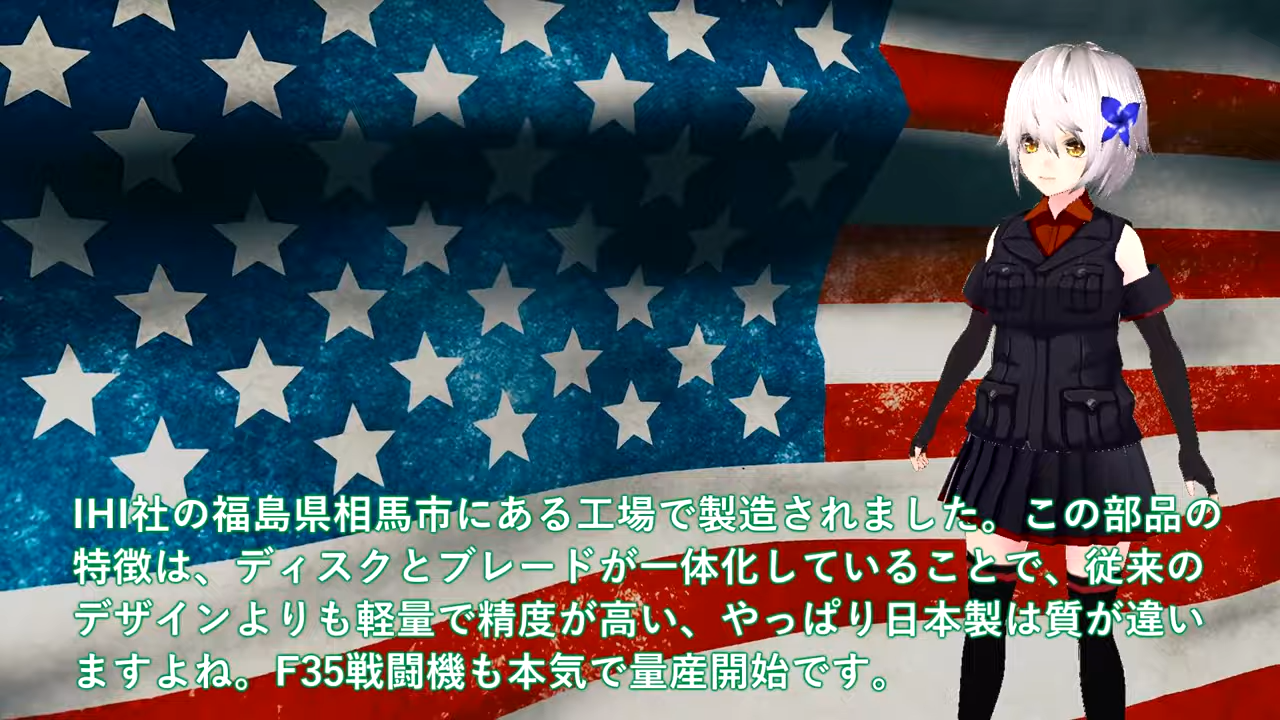 IHI社の福島県相馬市にある工場で製造されました。この部品の
特徴は、ディスクとブレードが一体化していることで、従来の
デザインよりも軽量で精度が高い、やっぱり日本製は質が違い
ますよね。F35戦闘機も本気で量産開始です。